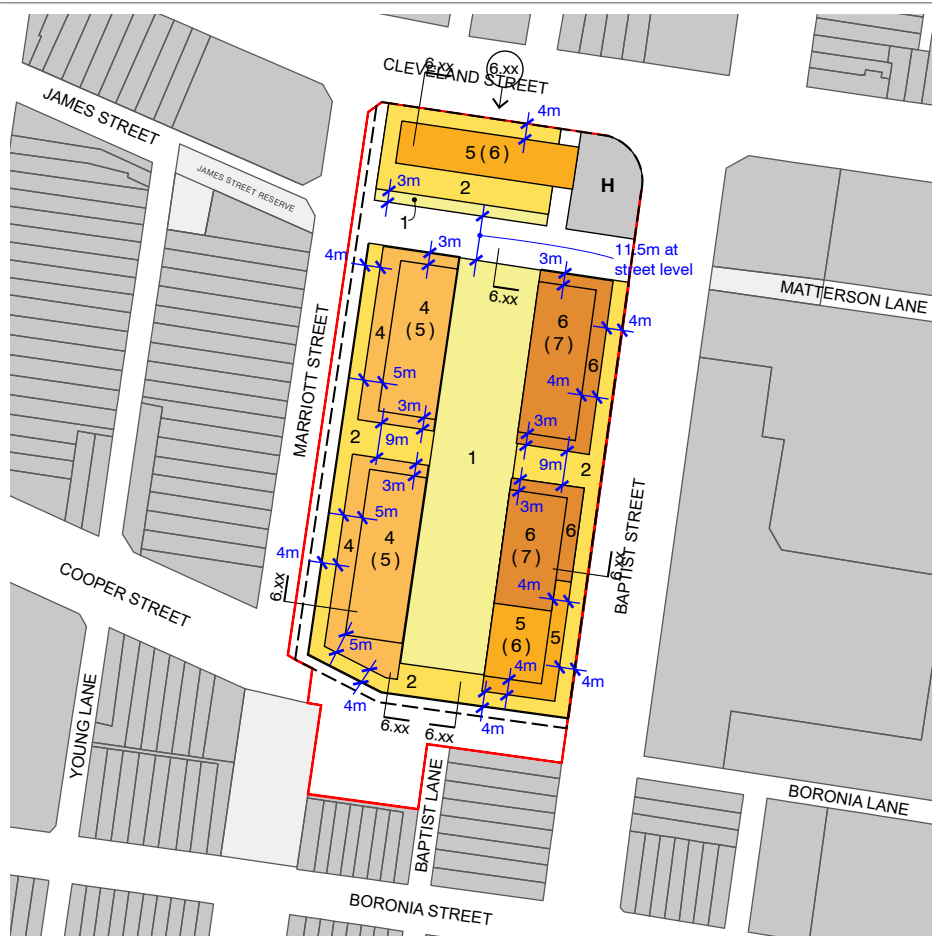 6.xx
6.xx
CLEVELAND STREET
4m
JAMES STREET
5(6)
JAMES STREET RESERVE
3m
2
H
1
3m
11.5m at
street level
4m
3m
6.xx
MATTERSON LANE
4
(5)
4
6
(7)
4m
6
MARRIOTT STREET
5m
4m
3m
3m
9m
2
1
9m
2
3m
3m
BAPTIST STREET
5m
4
(5)
4
6
(7)
6
4m
6.xx
COOPER STREET
6.xx
4m
5
(6)
5
5m
4m
4m
2
4m
YOUNG LANE
6.xx
6.xx
4m
BAPTIST LANE
BORONIA LANE
BORONIA STREET